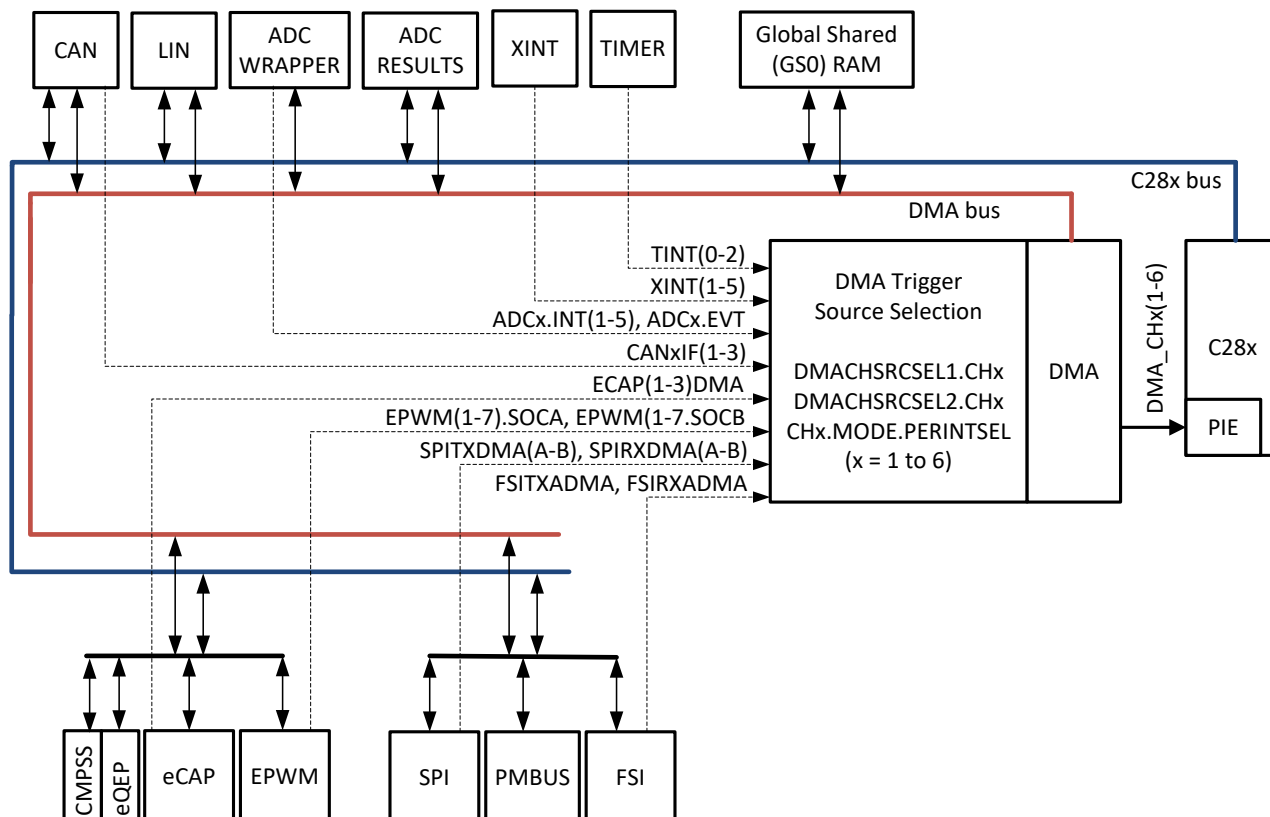 CAN
LIN
ADC
WRAPPER
ADC
RESULTS
XINT
TIMER
Global Shared
(GS0) RAM
C28x bus
DMA bus
TINT(0-2)
XINT(1-5)
ADCx.INT(1-5), ADCx.EVT
CANxIF(1-3)
ECAP(1-3)DMA
EPWM(1-7).SOCA, EPWM(1-7.SOCB
SPITXDMA(A-B), SPIRXDMA(A-B)
FSITXADMA, FSIRXADMA
DMA Trigger
Source Selection
DMACHSRCSEL1.CHx
DMACHSRCSEL2.CHx
CHx.MODE.PERINTSEL
(x = 1 to 6)
DMA
DMA_CHx(1-6)
C28x
PIE
CMPSS
eQEP
eCAP
EPWM
SPI
PMBUS
FSI